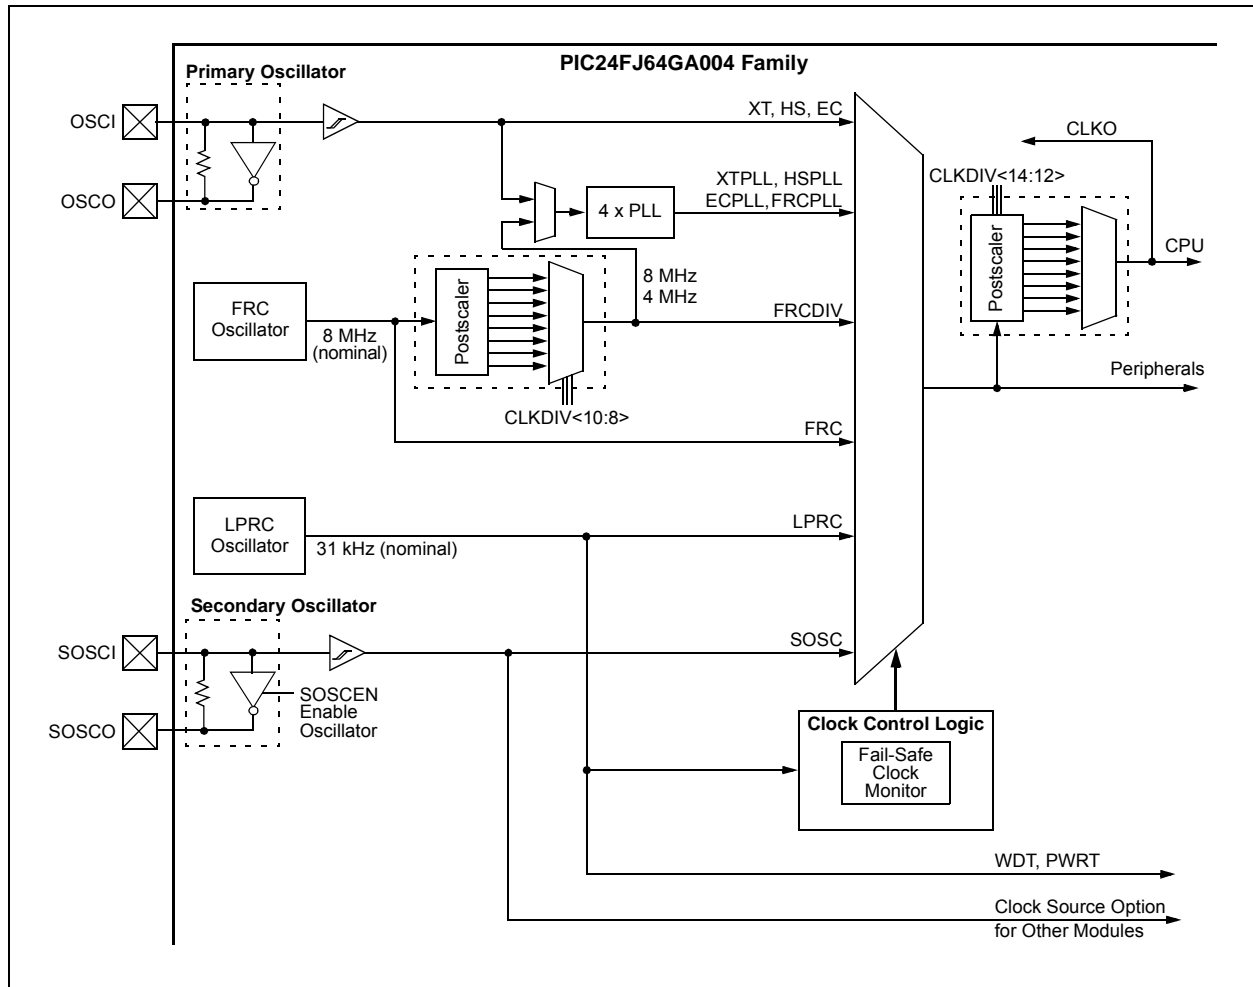 PIC24FJ64GA004 Family
Primary Oscillator
OSCI
OSCO
XT, HS, EC
XTPLL, HSPLL
ECPLL,FRCPLL
4 x PLL
CLKO
CLKDIV<14:12>
Postscaler
CPU
8 MHz
4 MHz
FRC
Oscillator
8 MHz
(nominal)
Postscaler
CLKDIV<10:8>
FRCDIV
Peripherals
FRC
LPRC
Oscillator
31 kHz (nominal)
LPRC
Secondary Oscillator
SOSCI
SOSCO
SOSCEN
Enable
Oscillator
SOSC
Clock Control Logic
Fail-Safe
Clock
Monitor
WDT, PWRT
Clock Source Option
for Other Modules